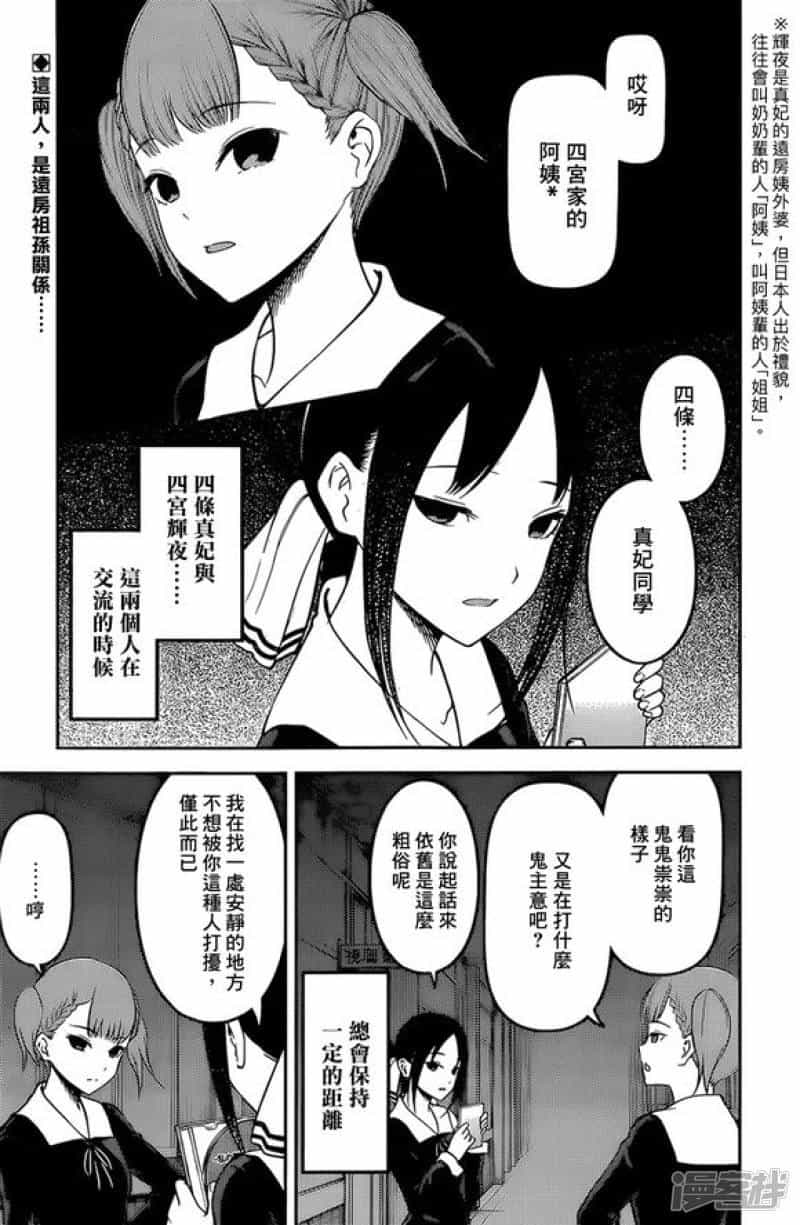 ※輝夜是真妃的遠房姨外婆，但日本人出於禮貌，
往往會叫奶奶輩的人「阿姨」，叫阿姨輩的人「姐姐」。
哎呀
四宮家的
阿姨*
這兩人，是遠房祖孫關係……
四條……
真妃同學
四條真妃與
四宮輝夜……
這兩個人在
交流的時候
看你這
鬼鬼祟祟的
樣子
又是在打什麼
鬼主意吧？
你說起話來
依舊是這麼
粗俗呢
總會保持
一定的距離
我在找一處安靜的地方
不想被你這種人打擾，
僅此而已
……哼
漫客栈